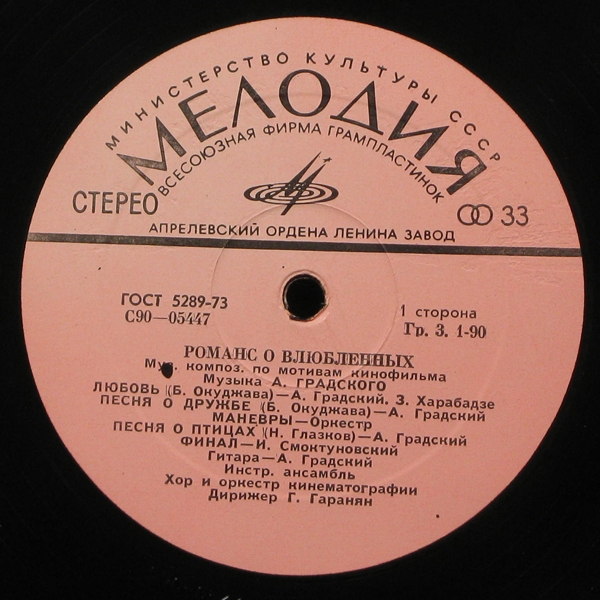 МИНИСТЕРСТВО КУЛЬТУРЫ СССР
МЕЛОДИЯ
ВСЕСОЮЗНАЯ ФИРМА ГРАМПЛАСТИНОК
СТЕРЕО
33
АПРЕЛЕВСКИЙ ОРДЕНА ЛЕНИНА ЗАВОД
ГОСТ 5289-73
С90—05447
1 сторона
Гр. 3. 1-90
РОМАНС О ВЛЮБЛЕННЫХ
Муз. композ. по мотивам кинофильма
Музыка А. ГРАДСКОГО
ЛЮБОВЬ (Б. Окуджава)—А. Градский, З. Харабадзе
ПЕСНЯ О ДРУЖБЕ (Б. Окуджава)—А. Градский
МАНЕВРЫ—Оркестр
ПЕСНЯ О ПТИЦАХ (Н. Глазков)—А. Градский
ФИНАЛ—И. Смоктуновский
Гитара—А. Градский
Инстр. ансамбль
Хор и оркестр кинематографии
Дирижер Г. Гаранян